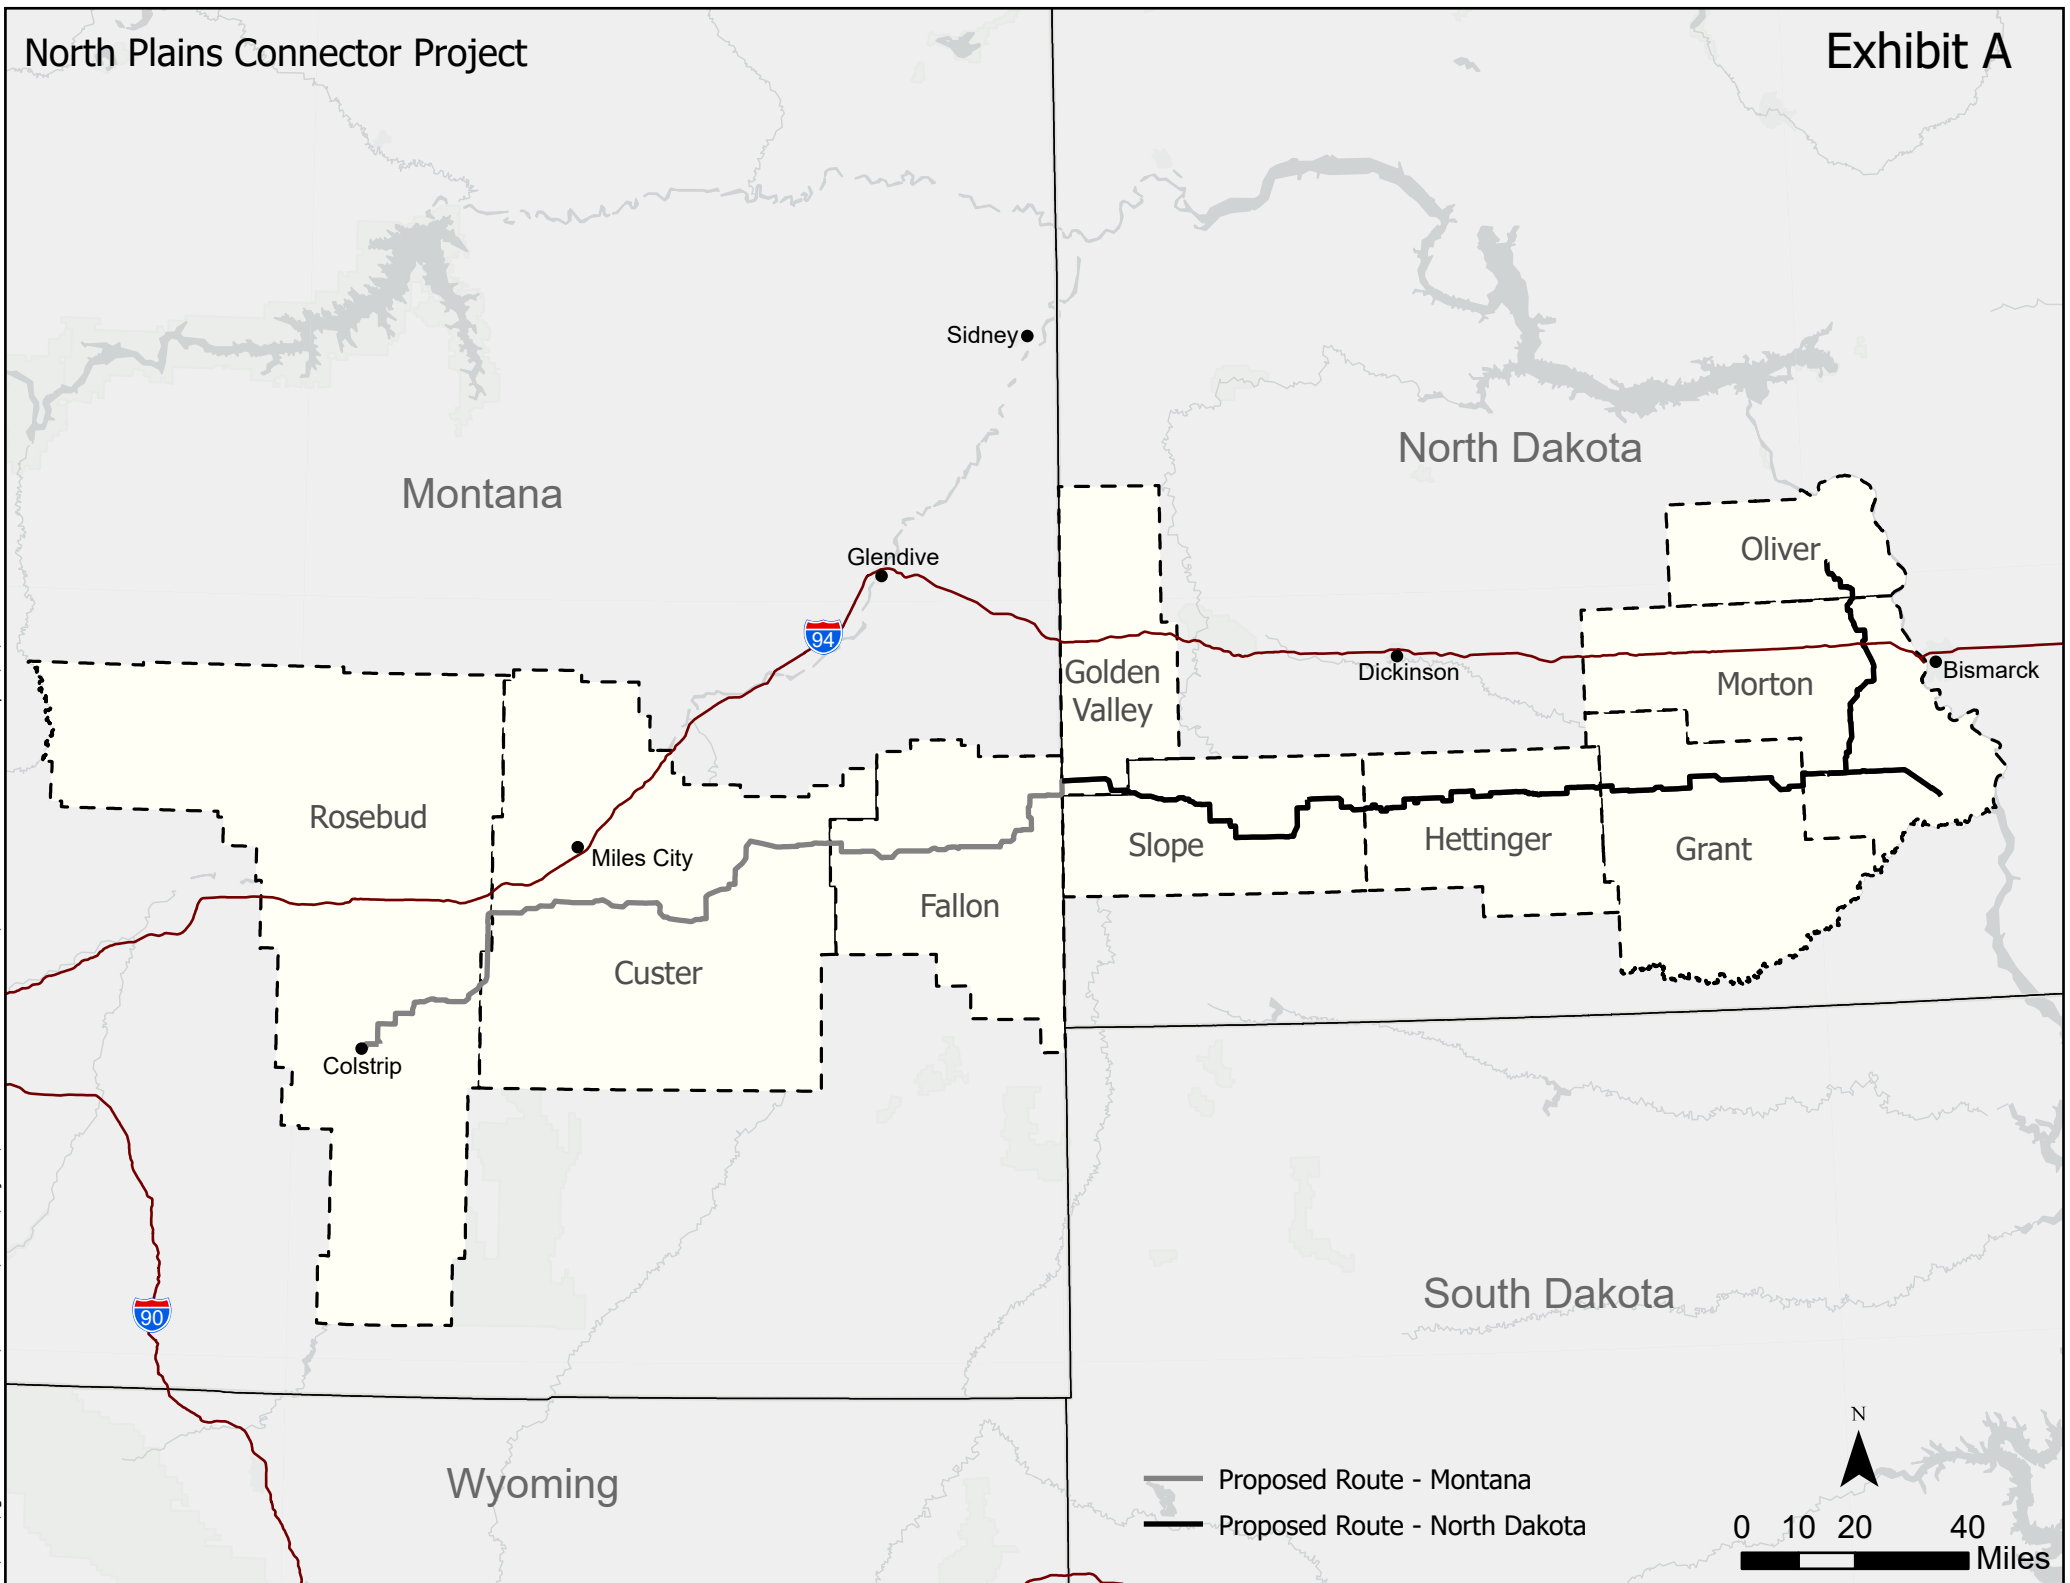 North Plains Connector Project
Exhibit A
Sidney
North Dakota
Montana
Oliver
Glendive
94
Golden
Valley
Dickinson
Morton
Bismarck
Rosebud
Miles City
Slope
Hettinger
Grant
Fallon
Custer
Colstrip
90
South Dakota
Wyoming
N
Proposed Route - Montana
Proposed Route - North Dakota
0 10 20 40
Miles